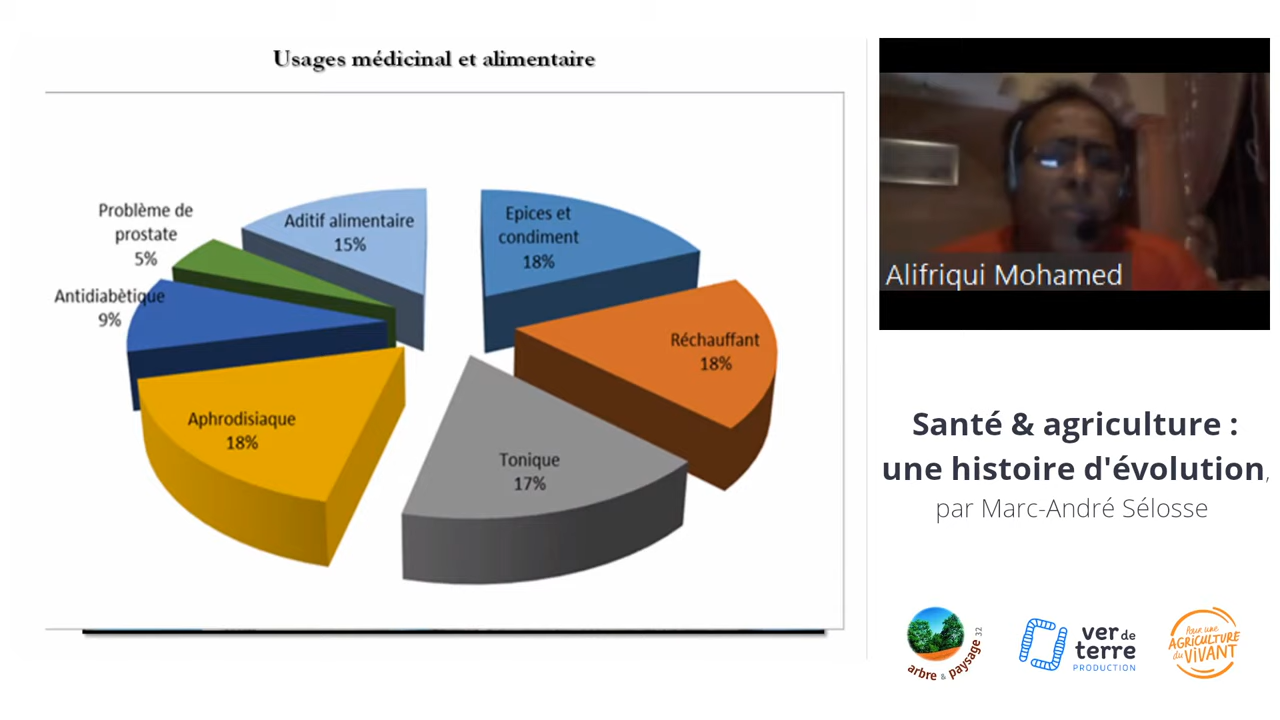 Usages médicinal et alimentaire
Problème de
prostate
5%
Aditif alimentaire
15%
Epices et
condiment
18%
Antidiabètique
9%
Réchauffant
18%
Aphrodisiaque
18%
Tonique
17%
Alifriqui Mohamed
Santé & agriculture :
une histoire d'évolution,
par Marc-André Sélosse
arbre & paysage 32
ver de
terre
PRODUCTION
Pour une
AGRICULTURE
du ViVANT